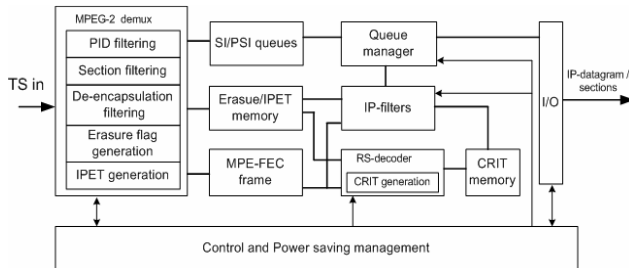 MPEG-2 demux
PID filtering
Section filtering
De-encapsulation
filtering
Erasure flag
generation
IPET generation
TS in
SI/PSI queues
Erasue/IPET
memory
MPE-FEC
frame
Queue
manager
IP-filters
RS-decoder
CRIT generation
CRIT
memory
I/O
IP-datagram /
sections
Control and Power saving management